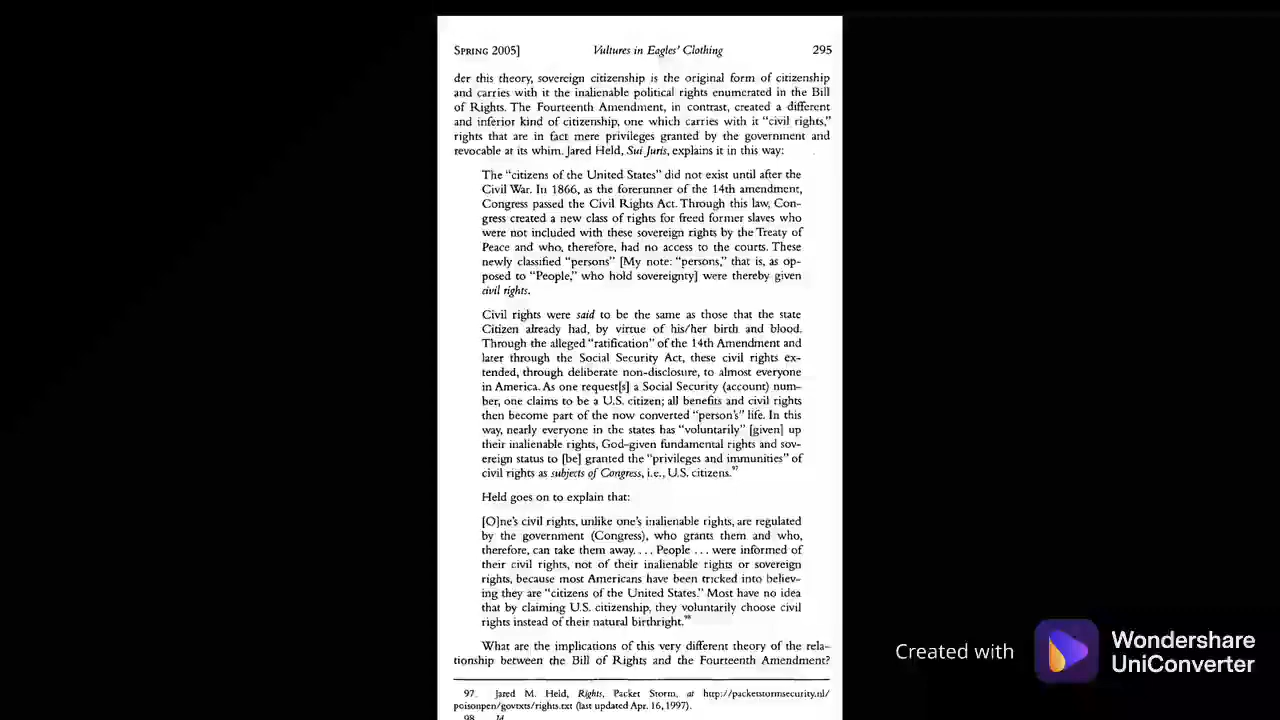 SPRING 2005] Vultures in Eagles' Clothing 295
der this theory, sovereign citizenship is the original form of citizenship
and carries with it the inalienable political rights enumerated in the Bill
of Rights. The Fourteenth Amendment, in contrast, created a different
and inferior kind of citizenship, one which carries with it “civil rights,”
rights that are in fact mere privileges granted by the government and
revocable at its whim. Jared Held, Sui Juris, explains it in this way:
The “citizens of the United States” did not exist until after the
Civil War. In 1866, as the forerunner of the 14th amendment,
Congress passed the Civil Rights Act. Through this law, Con-
gress created a new class of rights for freed former slaves who
were not included with these sovereign rights by the Treaty of
Peace and who, therefore, had no access to the courts. These
newly classified “persons” [My note: “persons,” that is, as op-
posed to “People,” who hold sovereignty] were thereby given
civil rights.
Civil rights were said to be the same as those that the state
Citizen already had, by virtue of his/her birth and blood.
Through the alleged “ratification” of the 14th Amendment and
later through the Social Security Act, these civil rights ex-
tended, through deliberate non-disclosure, to almost everyone
in America. As one request[s] a Social Security (account) num-
ber, one claims to be a U.S. citizen; all benefits and civil rights
then become part of the now converted “person's” life. In this
way, nearly everyone in the states has “voluntarily” [given] up
their inalienable rights, God-given fundamental rights and sov-
ereign status to [be] granted the “privileges and immunities” of
civil rights as subjects of Congress, i.e., U.S. citizens.97
Held goes on to explain that:
[O]ne's civil rights, unlike one's inalienable rights, are regulated
by the government (Congress), who grants them and who,
therefore, can take them away. . . . People . . . were informed of
their civil rights, not of their inalienable rights or sovereign
rights, because most Americans have been tricked into believ-
ing they are “citizens of the United States.” Most have no idea
that by claiming U.S. citizenship, they voluntarily choose civil
rights instead of their natural birthright.98
What are the implications of this very different theory of the rela-
tionship between the Bill of Rights and the Fourteenth Amendment?
97. Jared M. Held, Rights, Packet Storm, at http://packetstormsecurity.nl/
poisonpen/govtxts/rights.txt (last updated Apr. 16, 1997).
98. Id.
Created with Wondershare
UniConverter